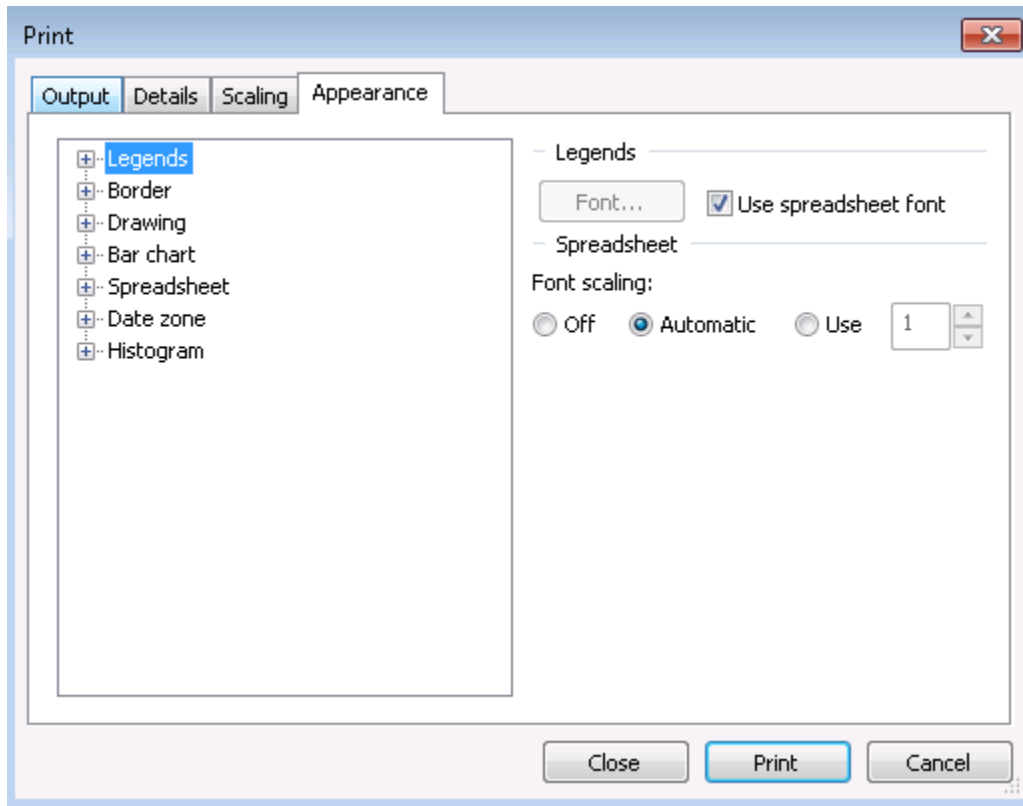 Print
Output Details Scaling Appearance
Legends
Border
Drawing
Bar chart
Spreadsheet
Date zone
Histogram
Legends
Font... Use spreadsheet font
Spreadsheet
Font scaling:
Off Automatic Use 1
Close Print Cancel